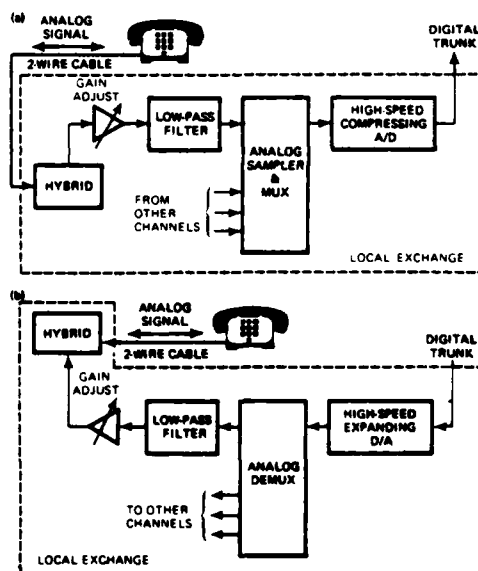 (a)
ANALOG
SIGNAL
2-WIRE CABLE
DIGITAL
TRUNK
GAIN
ADJUST
LOW-PASS
FILTER
ANALOG
SAMPLER
&
MUX
HIGH-SPEED
COMPRESSING
A/D
HYBRID
FROM
OTHER
CHANNELS
LOCAL EXCHANGE
(b)
HYBRID
ANALOG
SIGNAL
2-WIRE CABLE
DIGITAL
TRUNK
GAIN
ADJUST
LOW-PASS
FILTER
ANALOG
DEMUX
HIGH-SPEED
EXPANDING
D/A
TO OTHER
CHANNELS
LOCAL EXCHANGE